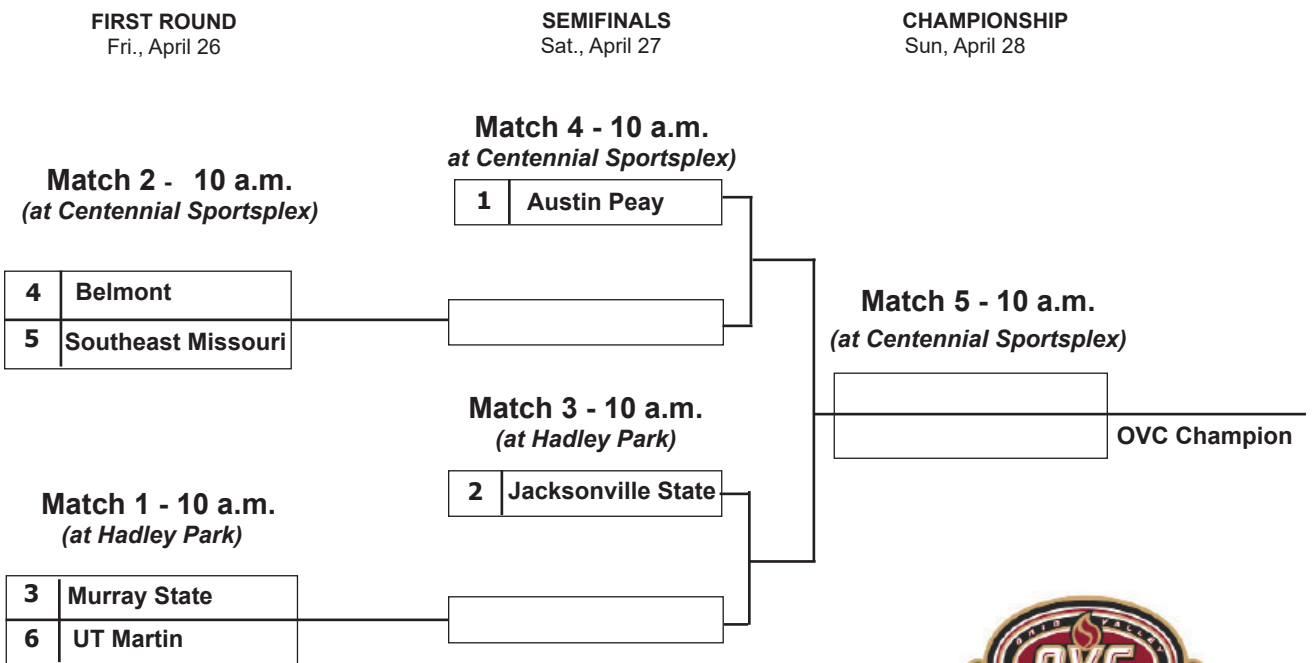 FIRST ROUND
Fri., April 26
SEMIFINALS
Sat., April 27
CHAMPIONSHIP
Sun, April 28
Match 2 - 10 a.m.
(at Centennial Sportsplex)
4 Belmont
5 Southeast Missouri
Match 1 - 10 a.m.
(at Hadley Park)
3 Murray State
6 UT Martin
Match 4 - 10 a.m.
at Centennial Sportsplex)
1 Austin Peay
Match 3 - 10 a.m.
(at Hadley Park)
2 Jacksonville State
Match 5 - 10 a.m.
(at Centennial Sportsplex)
OVC Champion
OHIO VALLEY
OVC